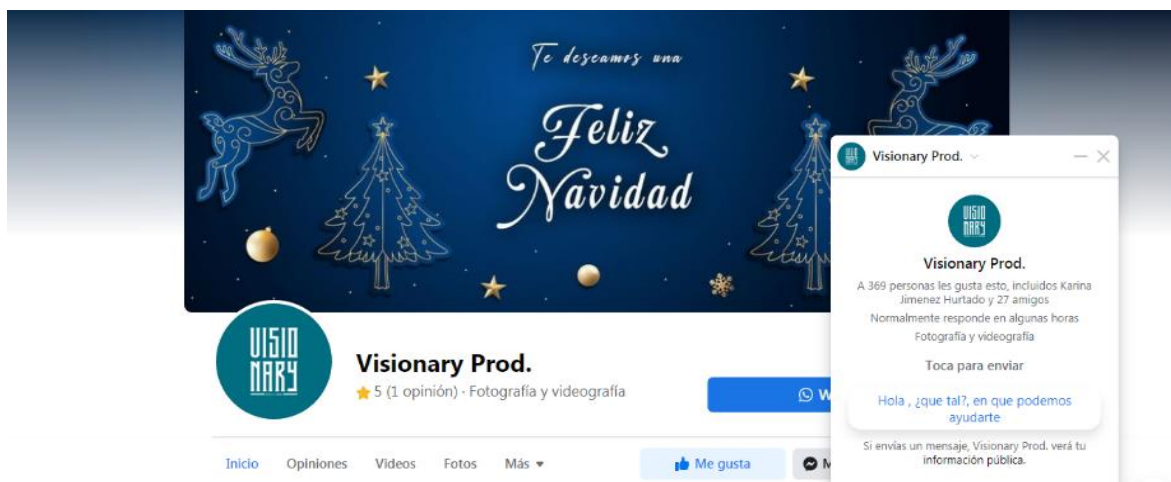 Te deseamos una
Feliz
Navidad
VISIO
NARY
Visionary Prod.
5 (1 opinión) · Fotografía y videografía
Inicio
Opiniones
Videos
Fotos
Más
Me gusta
Visionary Prod.
VISIO
NARY
Visionary Prod.
A 369 personas les gusta esto, incluidos Karina
Jimenez Hurtado y 27 amigos
Normalmente responde en algunas horas
Fotografía y videografía
Toca para enviar
Hola , ¿que tal?, en que podemos
ayudarte
Si envías un mensaje, Visionary Prod. verá tu
información pública.